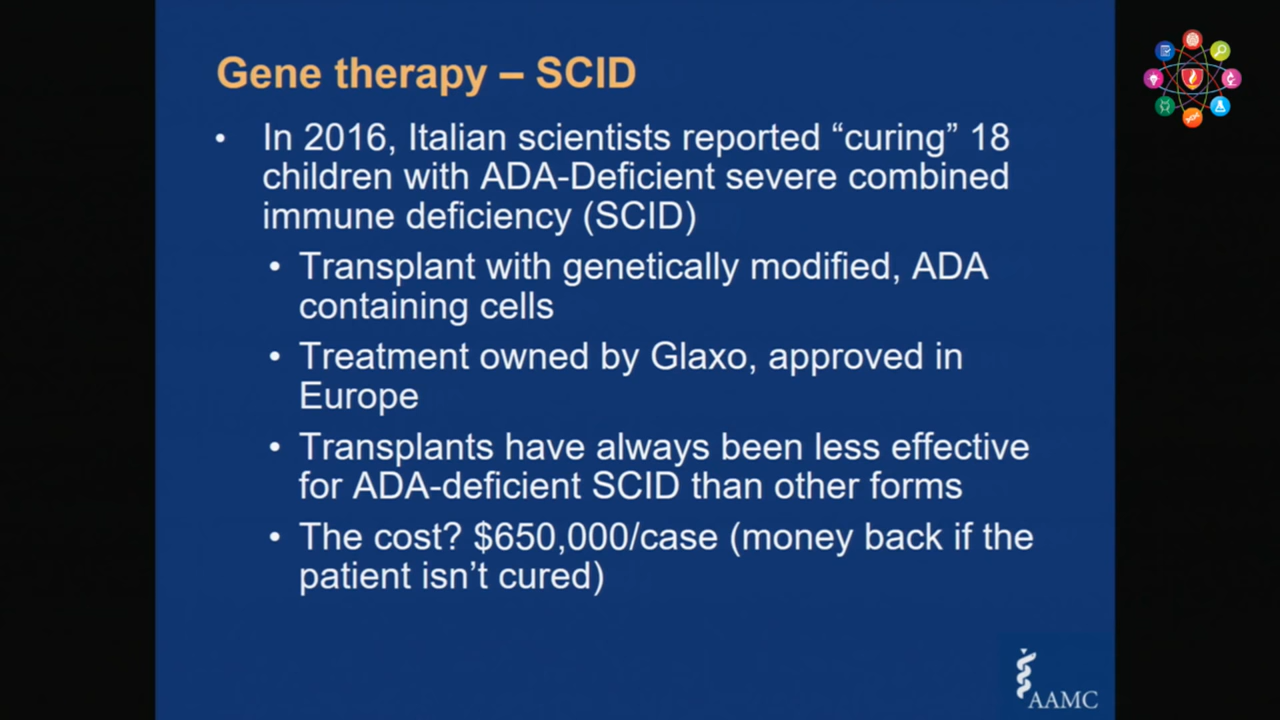 Gene therapy – SCID
• In 2016, Italian scientists reported “curing” 18
children with ADA-Deficient severe combined
immune deficiency (SCID)
• Transplant with genetically modified, ADA
containing cells
• Treatment owned by Glaxo, approved in
Europe
• Transplants have always been less effective
for ADA-deficient SCID than other forms
• The cost? $650,000/case (money back if the
patient isn’t cured)
AAMC